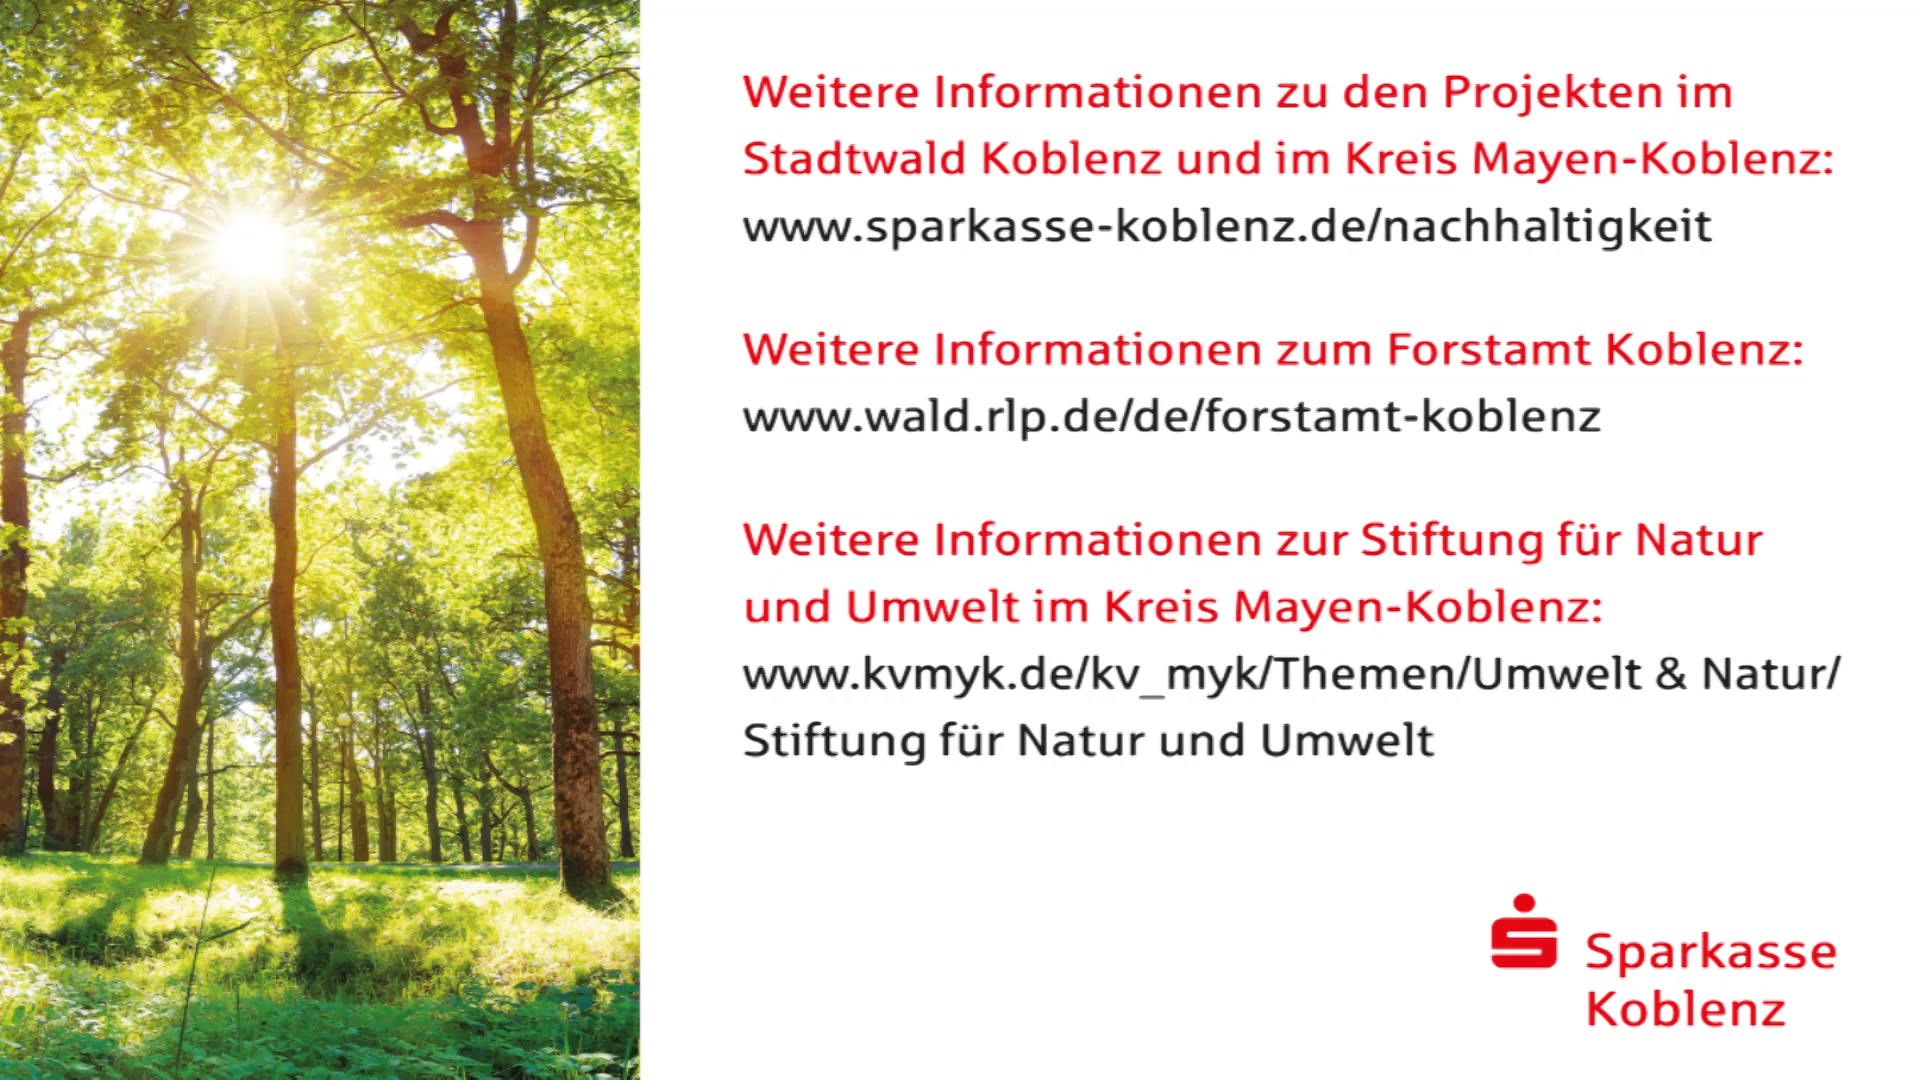 Weitere Informationen zu den Projekten im
Stadtwald Koblenz und im Kreis Mayen-Koblenz:
www.sparkasse-koblenz.de/nachhaltigkeit
Weitere Informationen zum Forstamt Koblenz:
www.wald.rlp.de/de/forstamt-koblenz
Weitere Informationen zur Stiftung für Natur
und Umwelt im Kreis Mayen-Koblenz:
www.kvmyk.de/kv_myk/Themen/Umwelt & Natur/
Stiftung für Natur und Umwelt
Sparkasse
Koblenz